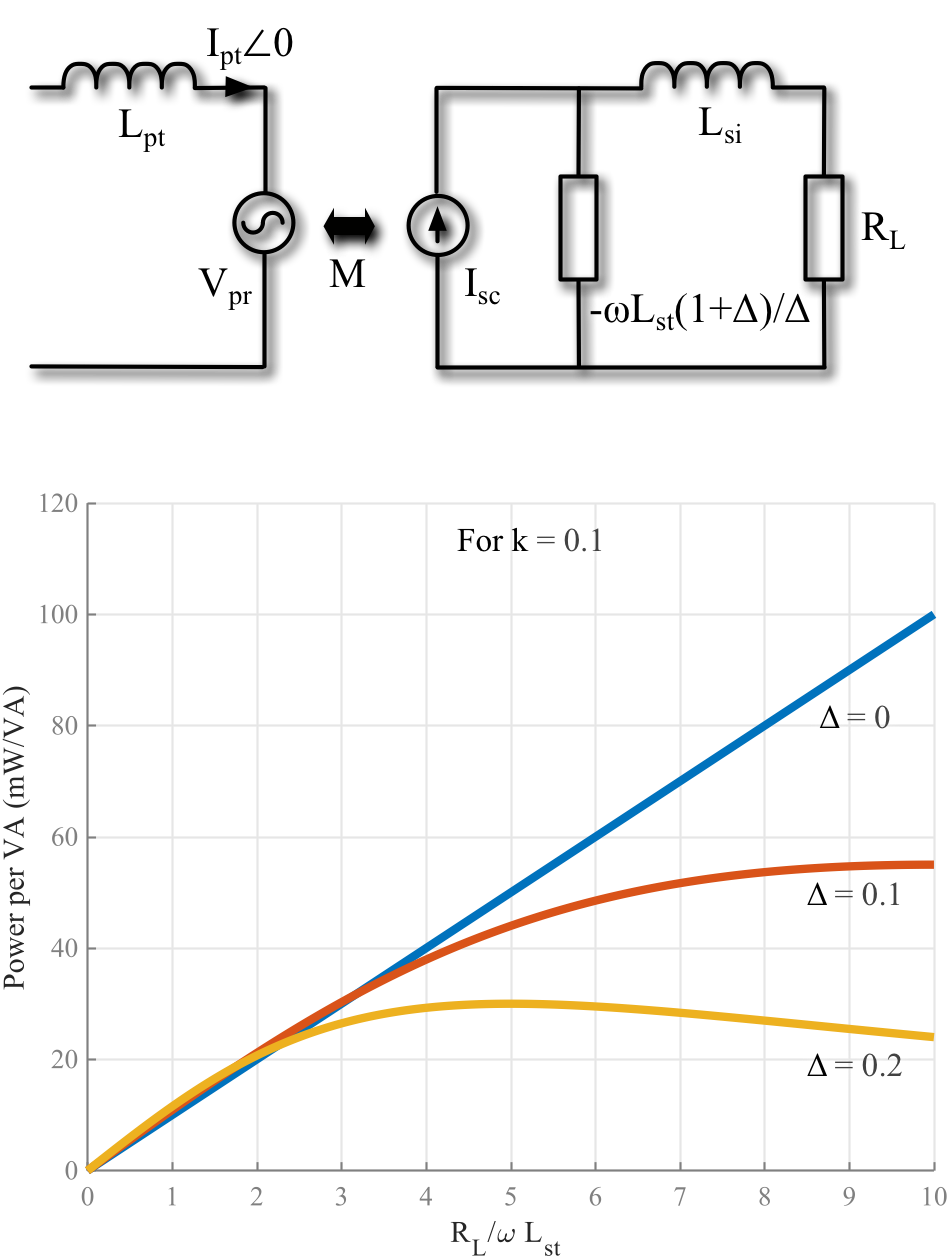 I_pt∠0
L_pt
L_si
V_pr
M
I_sc
R_L
-ωL_st(1+Δ)/Δ
120
For k = 0.1
100
Δ = 0
80
60
Δ = 0.1
40
20
Δ = 0.2
0
0 1 2 3 4 5 6 7 8 9 10
R_L/ω L_st
Power per VA (mW/VA)